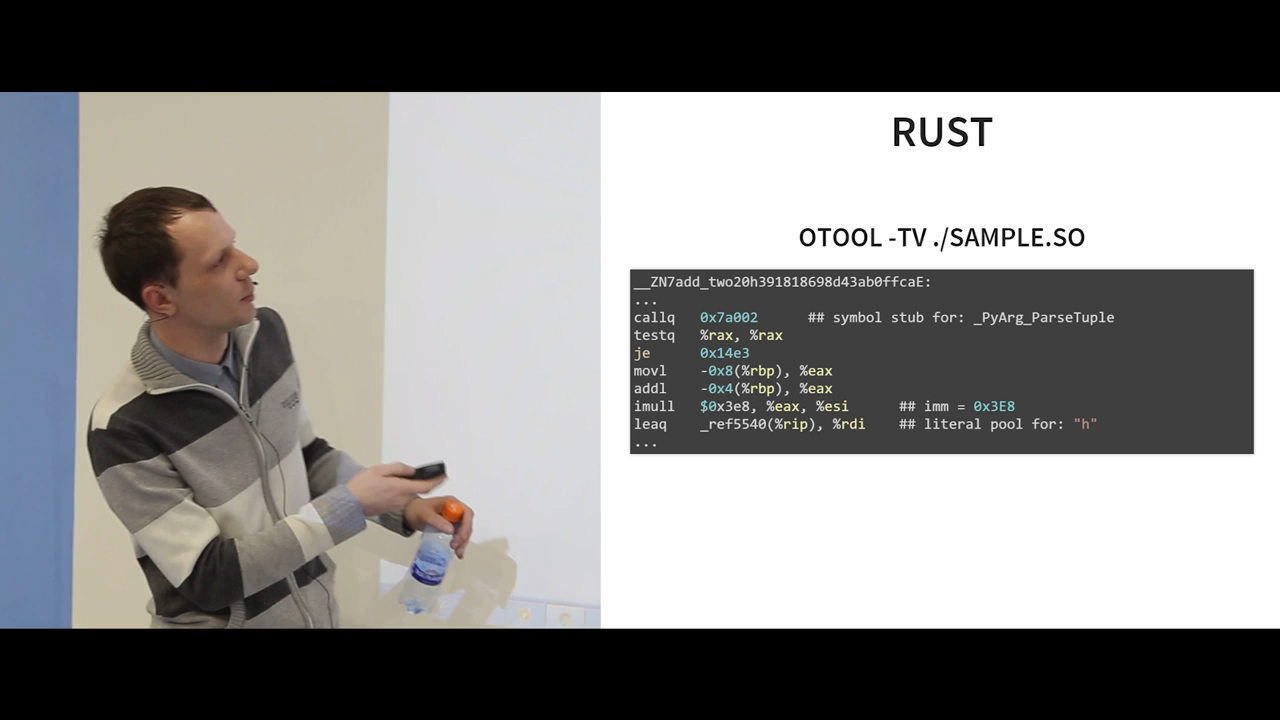 RUST
OTOOL -TV ./SAMPLE.SO
__ZN7add_two20h391818698d43ab0ffcaE:
...
callq 0x7a002 ## symbol stub for: _PyArg_ParseTuple
testq %rax, %rax
je 0x14e3
movl -0x8(%rbp), %eax
addl -0x4(%rbp), %eax
imull $0x3e8, %eax, %esi ## imm = 0x3E8
leaq _ref5540(%rip), %rdi ## literal pool for: "h"
...